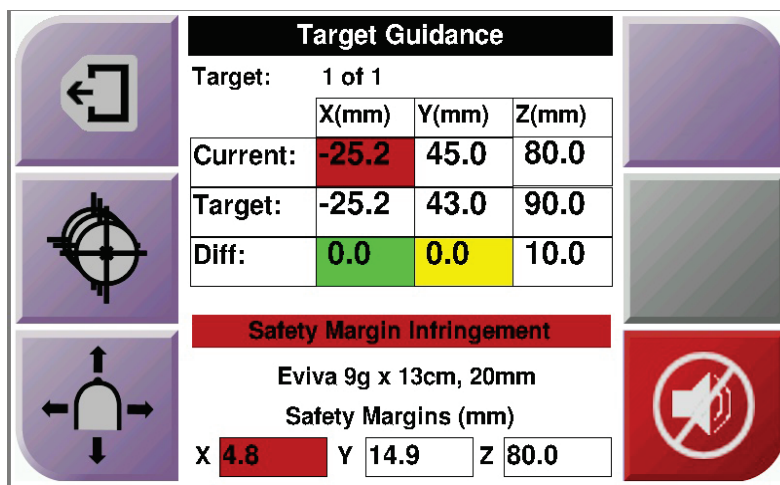 Target Guidance
Target: 1 of 1
X(mm) Y(mm) Z(mm)
Current: -25.2 45.0 80.0
Target: -25.2 43.0 90.0
Diff: 0.0 0.0 10.0
Safety Margin Infringement
Eviva 9g x 13cm, 20mm
Safety Margins (mm)
X 4.8 Y 14.9 Z 80.0